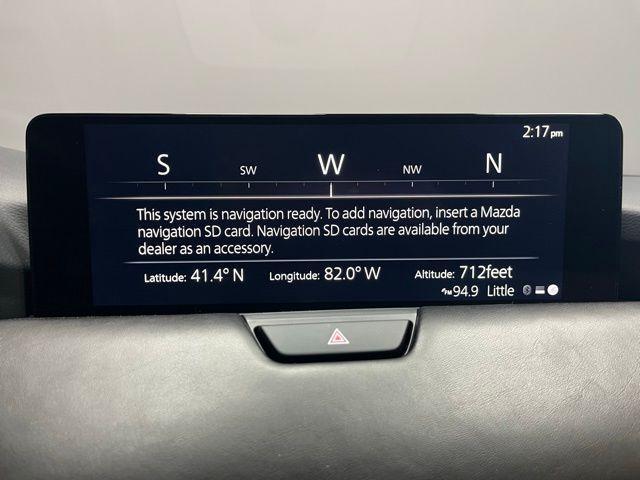 2:17pm
S SW W NW N
This system is navigation ready. To add navigation, insert a Mazda
navigation SD card. Navigation SD cards are available from your
dealer as an accessory.
Latitude: 41.4° N Longitude: 82.0° W Altitude: 712feet
FM 94.9 Little